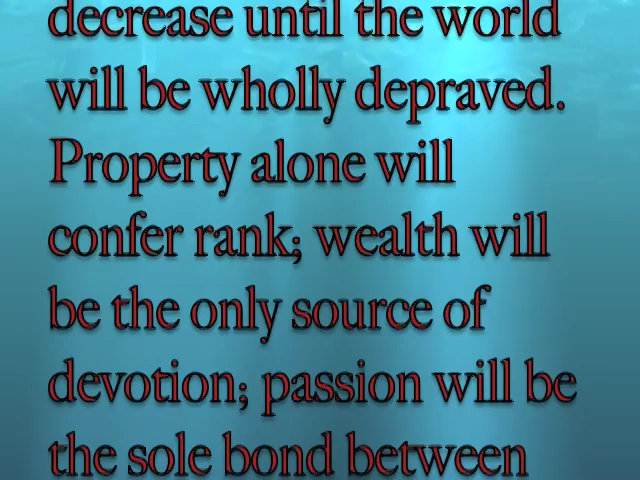 decrease until the world
will be wholly depraved.
Property alone will
confer rank; wealth will
be the only source of
devotion; passion will be
the sole bond between